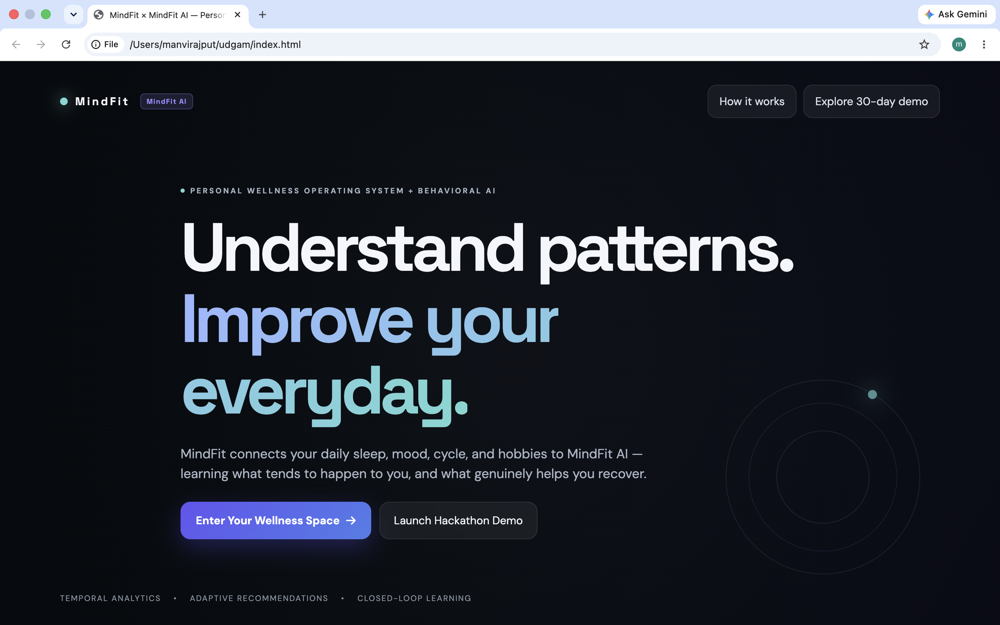 MindFit × MindFit AI — Person
Ask Gemini
File /Users/manvirajput/udgam/index.html
m
MindFit MindFit AI
How it works
Explore 30-day demo
PERSONAL WELLNESS OPERATING SYSTEM + BEHAVIORAL AI
Understand patterns.
Improve your
everyday.
MindFit connects your daily sleep, mood, cycle, and hobbies to MindFit AI —
learning what tends to happen to you, and what genuinely helps you recover.
Enter Your Wellness Space →
Launch Hackathon Demo
TEMPORAL ANALYTICS • ADAPTIVE RECOMMENDATIONS • CLOSED-LOOP LEARNING